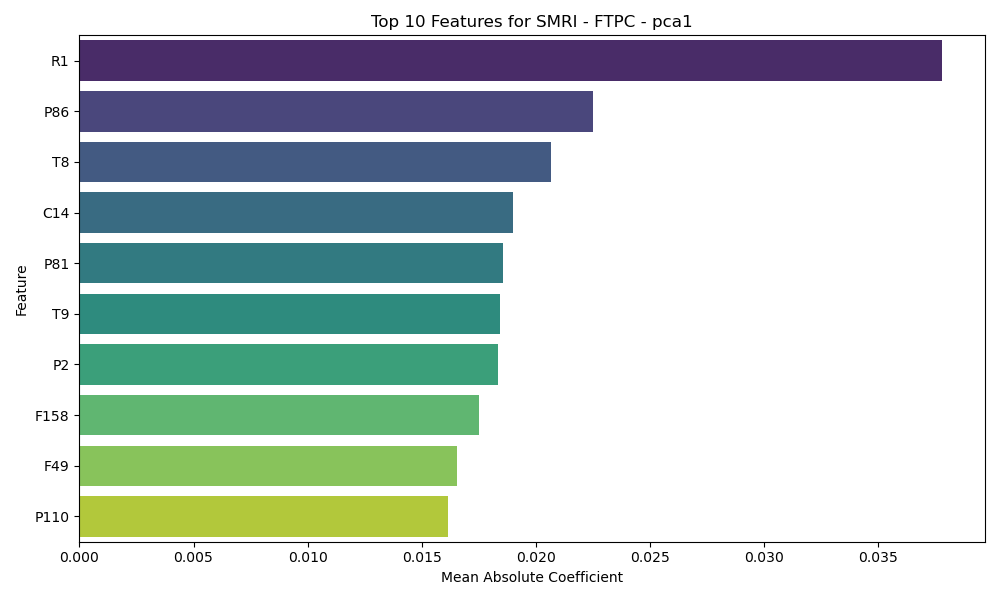 Top 10 Features for SMRI - FTPC - pca1
R1
P86
T8
C14
P81
T9
P2
F158
F49
P110
Feature
0.000 0.005 0.010 0.015 0.020 0.025 0.030 0.035
Mean Absolute Coefficient